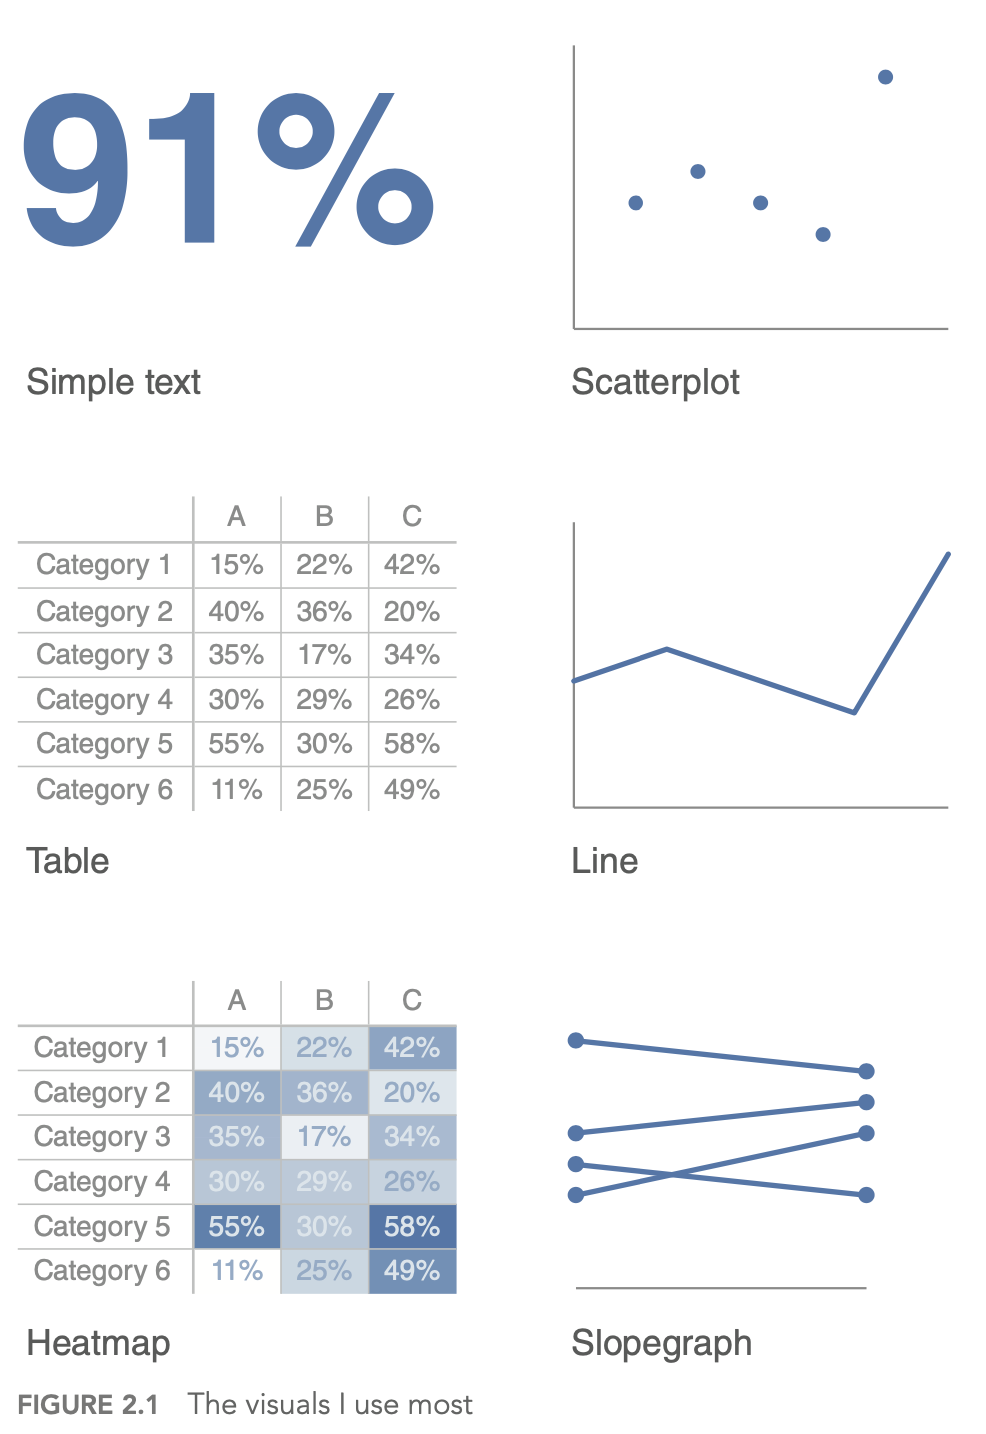 91%
Simple text
Scatterplot
A B C
Category 1 15% 22% 42%
Category 2 40% 36% 20%
Category 3 35% 17% 34%
Category 4 30% 29% 26%
Category 5 55% 30% 58%
Category 6 11% 25% 49%
Table
Line
A B C
Category 1 15% 22% 42%
Category 2 40% 36% 20%
Category 3 35% 17% 34%
Category 4 30% 29% 26%
Category 5 55% 30% 58%
Category 6 11% 25% 49%
Heatmap
Slopegraph
FIGURE 2.1 The visuals I use most